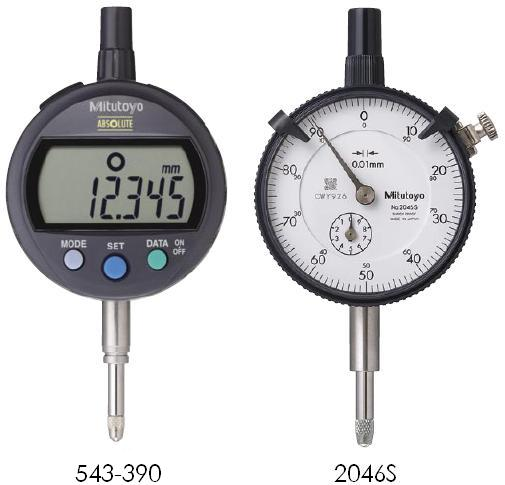 Mitutoyo
ABSOLUTE
mm
12.345
MODE SET DATA ON
OFF
543-390
0
90 10
80 20
70 30
60 40
50
0.01mm
CWY926
Mitutoyo
No.2046S
2046S